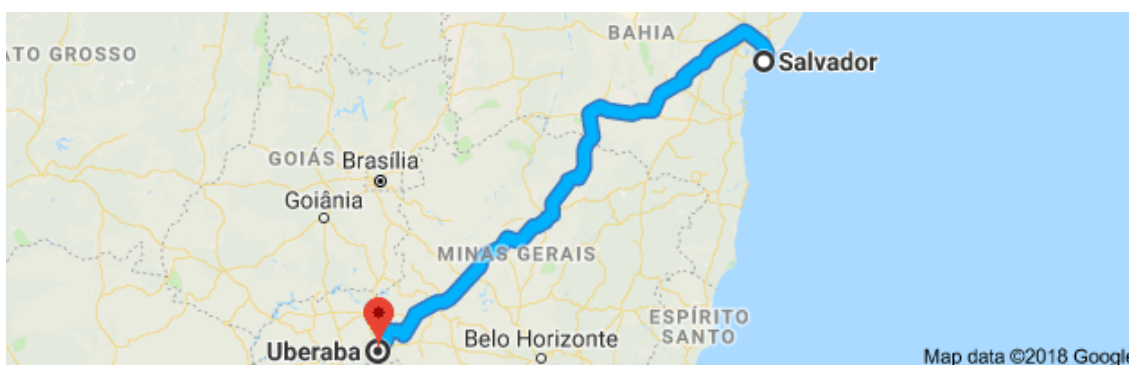 BAHIA
ATO GROSSO
Salvador
GOIÁS
Brasília
Goiânia
MINAS GERAIS
ESPÍRITO
SANTO
Belo Horizonte
Uberaba
Map data ©2018 Google